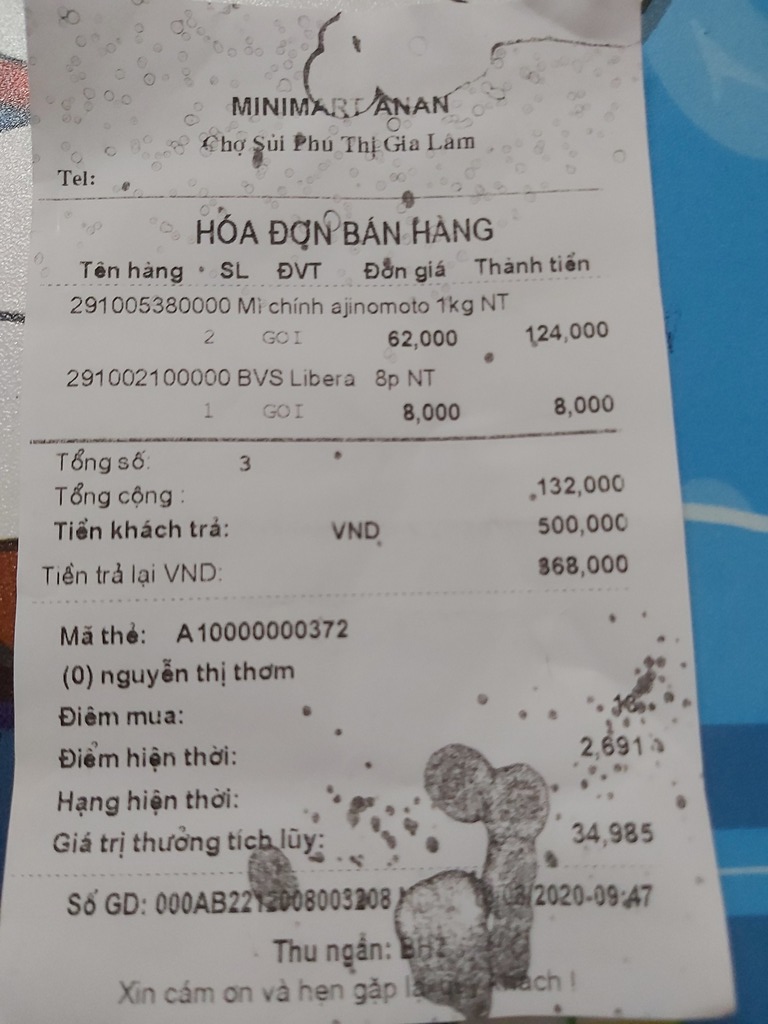 MINIMART ANAN
Chợ Sủi Phú Thị Gia Lâm
Tel:
HÓA ĐƠN BÁN HÀNG
Tên hàng SL ĐVT Đơn giá Thành tiền
291005380000 Mì chính ajinomoto 1kg NT
2 GOI 62,000 124,000
291002100000 BVS Libera 8p NT
1 GOI 8,000 8,000
Tổng số: 3
Tổng cộng : 132,000
Tiền khách trả: VND 500,000
Tiền trả lại VND: 368,000
Mã thẻ: A10000000372
(0) nguyễn thị thơm
Điểm mua:
Điểm hiện thời: 2,691
Hạng hiện thời:
Giá trị thưởng tích lũy: 34,985
Số GD: 000AB2212008003208 /2020-09:47
Thu ngân:
Xin cám ơn và hẹn gặp lại quý khách !